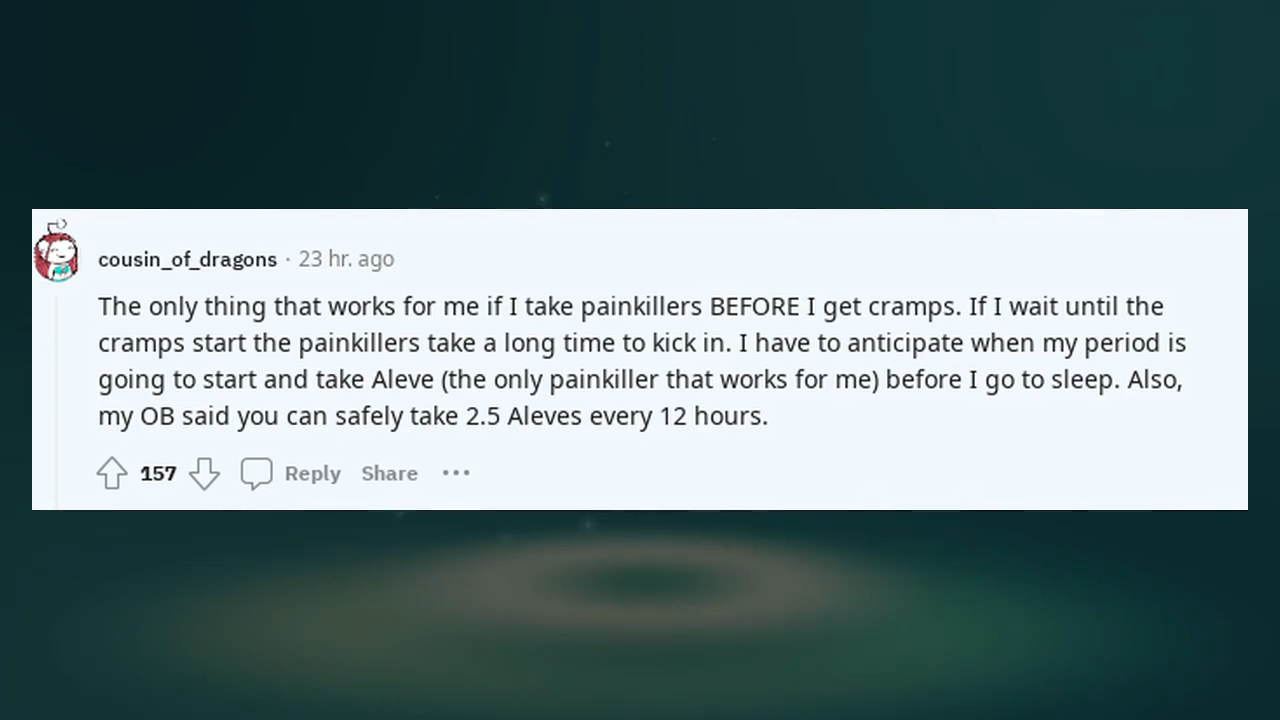 cousin_of_dragons · 23 hr. ago
The only thing that works for me if I take painkillers BEFORE I get cramps. If I wait until the
cramps start the painkillers take a long time to kick in. I have to anticipate when my period is
going to start and take Aleve (the only painkiller that works for me) before I go to sleep. Also,
my OB said you can safely take 2.5 Aleves every 12 hours.
157 Reply Share ···